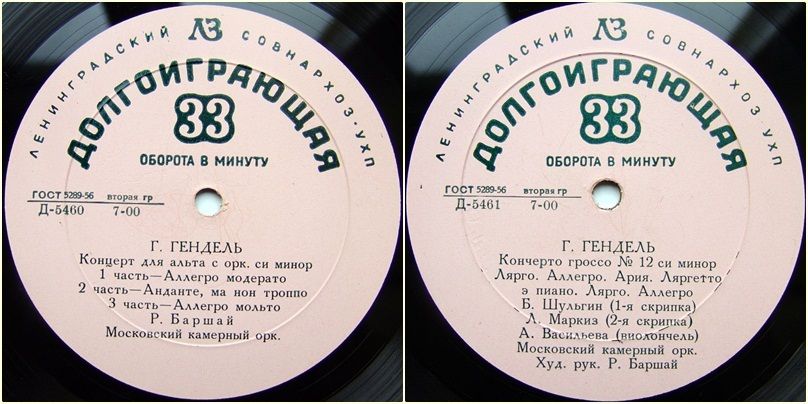 ЛЕНИНГРАДСКИЙ ЛЗ СОВНАРХОЗ·УХП
ДОЛГОИГРАЮЩАЯ
33
ОБОРОТА В МИНУТУ
ГОСТ 5289-56 вторая гр
Д-5460 7-00
Г. ГЕНДЕЛЬ
Концерт для альта с орк. си минор
1 часть—Аллегро модерато
2 часть—Анданте, ма нон троппо
3 часть—Аллегро мольто
Р. Баршай
Московский камерный орк.
ЛЕНИНГРАДСКИЙ ЛЗ СОВНАРХОЗ·УХП
ДОЛГОИГРАЮЩАЯ
33
ОБОРОТА В МИНУТУ
ГОСТ 5289-56 вторая гр
Д-5461 7-00
Г. ГЕНДЕЛЬ
Кончерто гроссо № 12 си минор
Лярго. Аллегро. Ария. Ляргетто
э пиано. Лярго. Аллегро
Б. Шульгин (1-я скрипка)
Л. Маркиз (2-я скрипка)
А. Васильева (виолончель)
Московский камерный орк.
Худ. рук. Р. Баршай